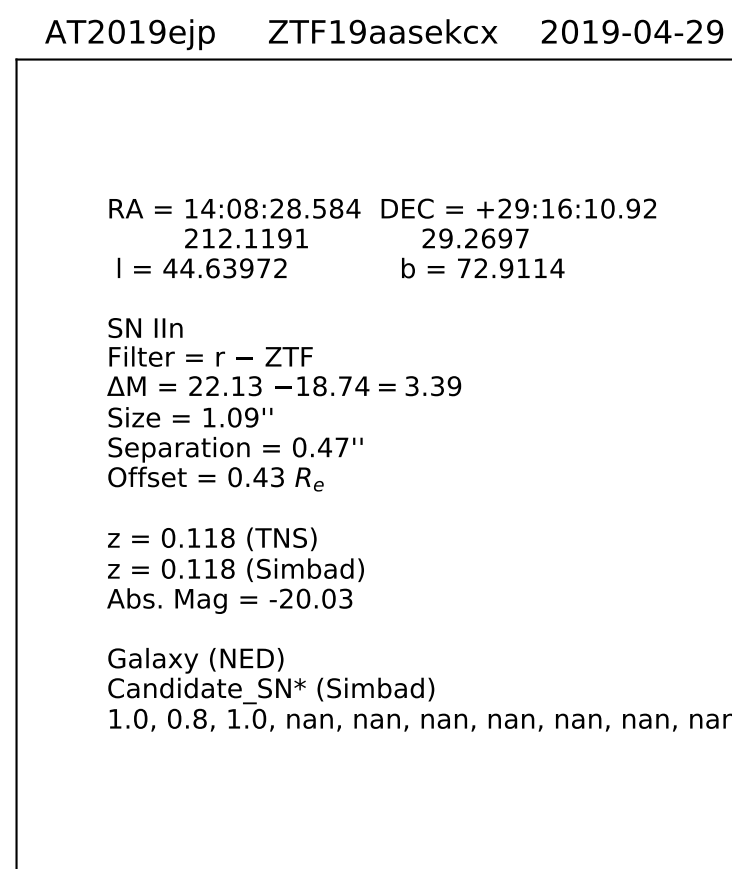 AT2019ejp ZTF19aasekcx 2019-04-29
RA = 14:08:28.584 DEC = +29:16:10.92
212.1191 29.2697
l = 44.63972 b = 72.9114
SN IIn
Filter = r − ZTF
ΔM = 22.13 −18.74 = 3.39
Size = 1.09''
Separation = 0.47''
Offset = 0.43 Re
z = 0.118 (TNS)
z = 0.118 (Simbad)
Abs. Mag = -20.03
Galaxy (NED)
Candidate_SN* (Simbad)
1.0, 0.8, 1.0, nan, nan, nan, nan, nan, nan, nan